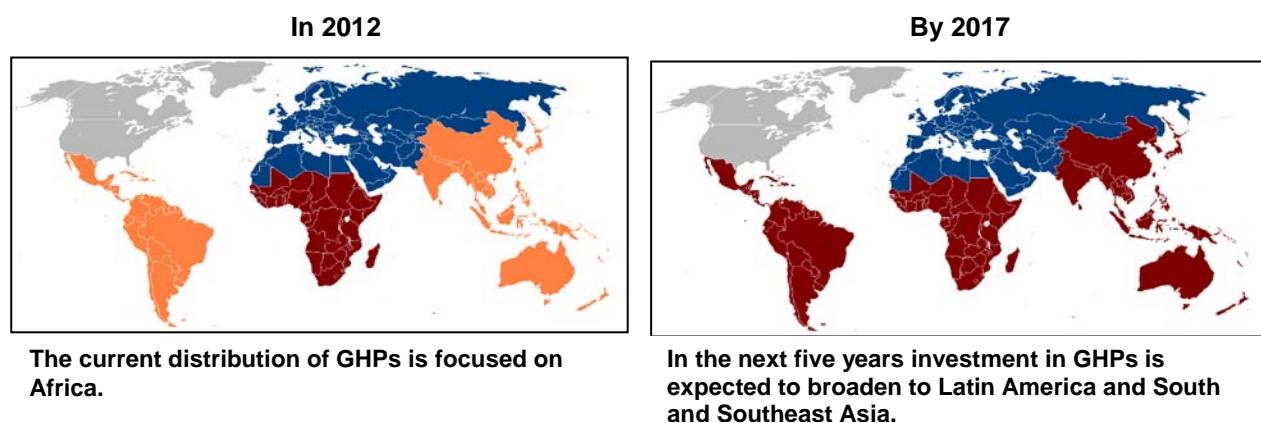 In 2012
By 2017
The current distribution of GHPs is focused on
Africa.
In the next five years investment in GHPs is
expected to broaden to Latin America and South
and Southeast Asia.